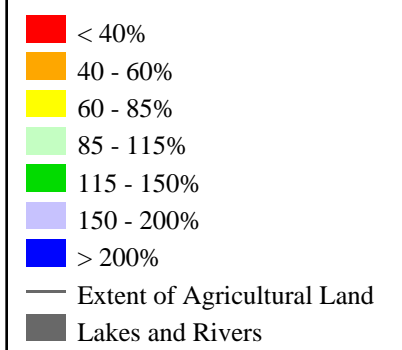 < 40%
40 - 60%
60 - 85%
85 - 115%
115 - 150%
150 - 200%
> 200%
Extent of Agricultural Land
Lakes and Rivers